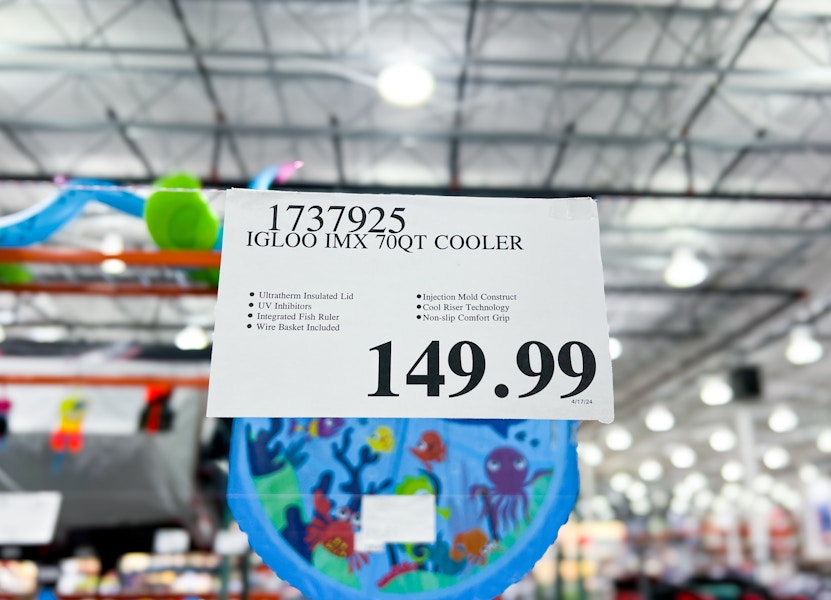 1737925
IGLOO IMX 70QT COOLER
• Ultratherm Insulated Lid
• UV Inhibitors
• Integrated Fish Ruler
• Wire Basket Included
• Injection Mold Construct
• Cool Riser Technology
• Non-slip Comfort Grip
149.99
4/17/24